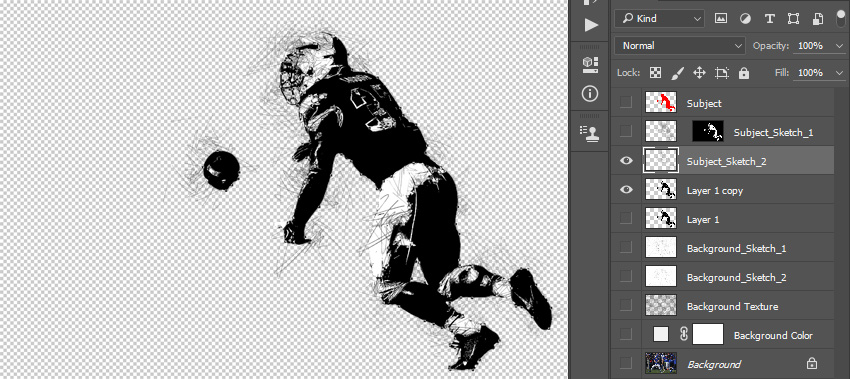 Kind
Normal Opacity: 100%
Lock: Fill: 100%
Subject
Subject_Sketch_1
Subject_Sketch_2
Layer 1 copy
Layer 1
Background_Sketch_1
Background_Sketch_2
Background Texture
Background Color
Background